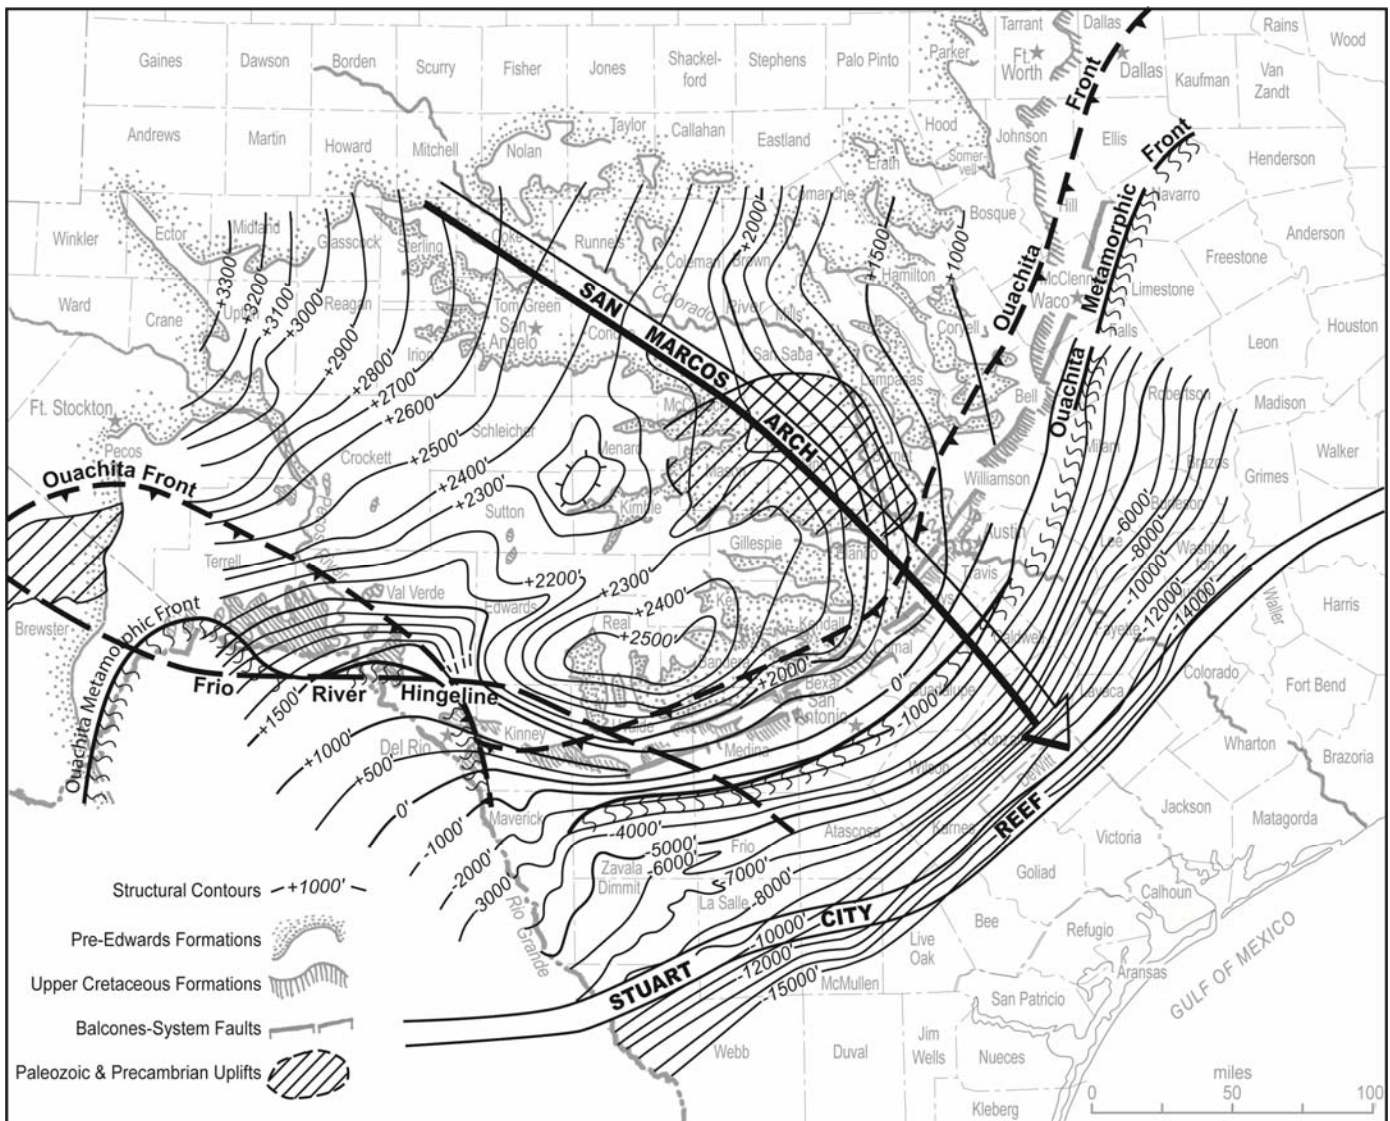 Gaines
Dawson
Borden
Scurry
Fisher
Jones
Shackel-
ford
Stephens
Palo Pinto
Parker
Tarrant
Ft.
Worth
Dallas
Dallas
Rains
Wood
Kaufman
Van
Zandt
Andrews
Martin
Howard
Mitchell
Nolan
Taylor
Callahan
Eastland
Erath
Hood
Somer-
vell
Johnson
Ellis
Henderson
Navarro
Hill
Bosque
Comanche
Front
Front
Winkler
Ector
Midland
Glasscock
Sterling
Coke
Runnels
Coleman
Brown
Hamilton
Anderson
Freestone
Limestone
Waco
Ouachita
Metamorphic
Ward
Crane
Reagan
Irion
Tom Green
San
Angelo
Colorado
River
Mills
Coryell
Falls
Leon
Houston
+3300'
+3200'
+3100'
+3000'
+2900'
+2800'
+2700'
+2600'
+2500'
+2400'
+2300'
+2000'
+1500'
+1000'
SAN MARCOS ARCH
San Saba
Lampasas
Bell
Ouachita
Robertson
Madison
Milam
Walker
Ft. Stockton
Pecos
Crockett
Schleicher
Menard
Mason
Burnet
Williamson
Brazos
Grimes
Burleson
Ouachita Front
Pecos
River
Sutton
Kimble
Gillespie
Llano
Austin
Travis
Lee
Washing-
ton
-6000'
-8000'
-10000'
-12000'
-14000'
Terrell
Val Verde
Edwards
+2200'
+2300'
+2400'
+2500'
Real
Kendall
Hays
Brewster
Ouachita Metamorphic Front
Bandera
Comal
Caldwell
Fayette
Waller
Harris
Colorado
Fort Bend
Lavaca
Guadalupe
Bexar
San
Antonio
+2000'
0'
-1000'
Frio River Hingeline
+1500'
+1000'
+500'
0'
-1000'
-2000'
3000'
Del Rio
Kinney
Uvalde
Medina
Wilson
Gonzales
DeWitt
Wharton
Brazoria
Maverick
Atascosa
Karnes
Jackson
Matagorda
Victoria
Goliad
Calhoun
-4000'
-5000'
-6000'
-7000'
-8000'
Zavala
Dimmit
Frio
La Salle
Rio Grande
STUART CITY REEF
-10000'
-12000'
-15000'
Live
Oak
Bee
Refugio
Aransas
McMullen
San Patricio
Webb
Duval
Jim
Wells
Nueces
Kleberg
GULF OF MEXICO
Structural Contours +1000'
Pre-Edwards Formations
Upper Cretaceous Formations
Balcones-System Faults
Paleozoic & Precambrian Uplifts
miles
0 50 100